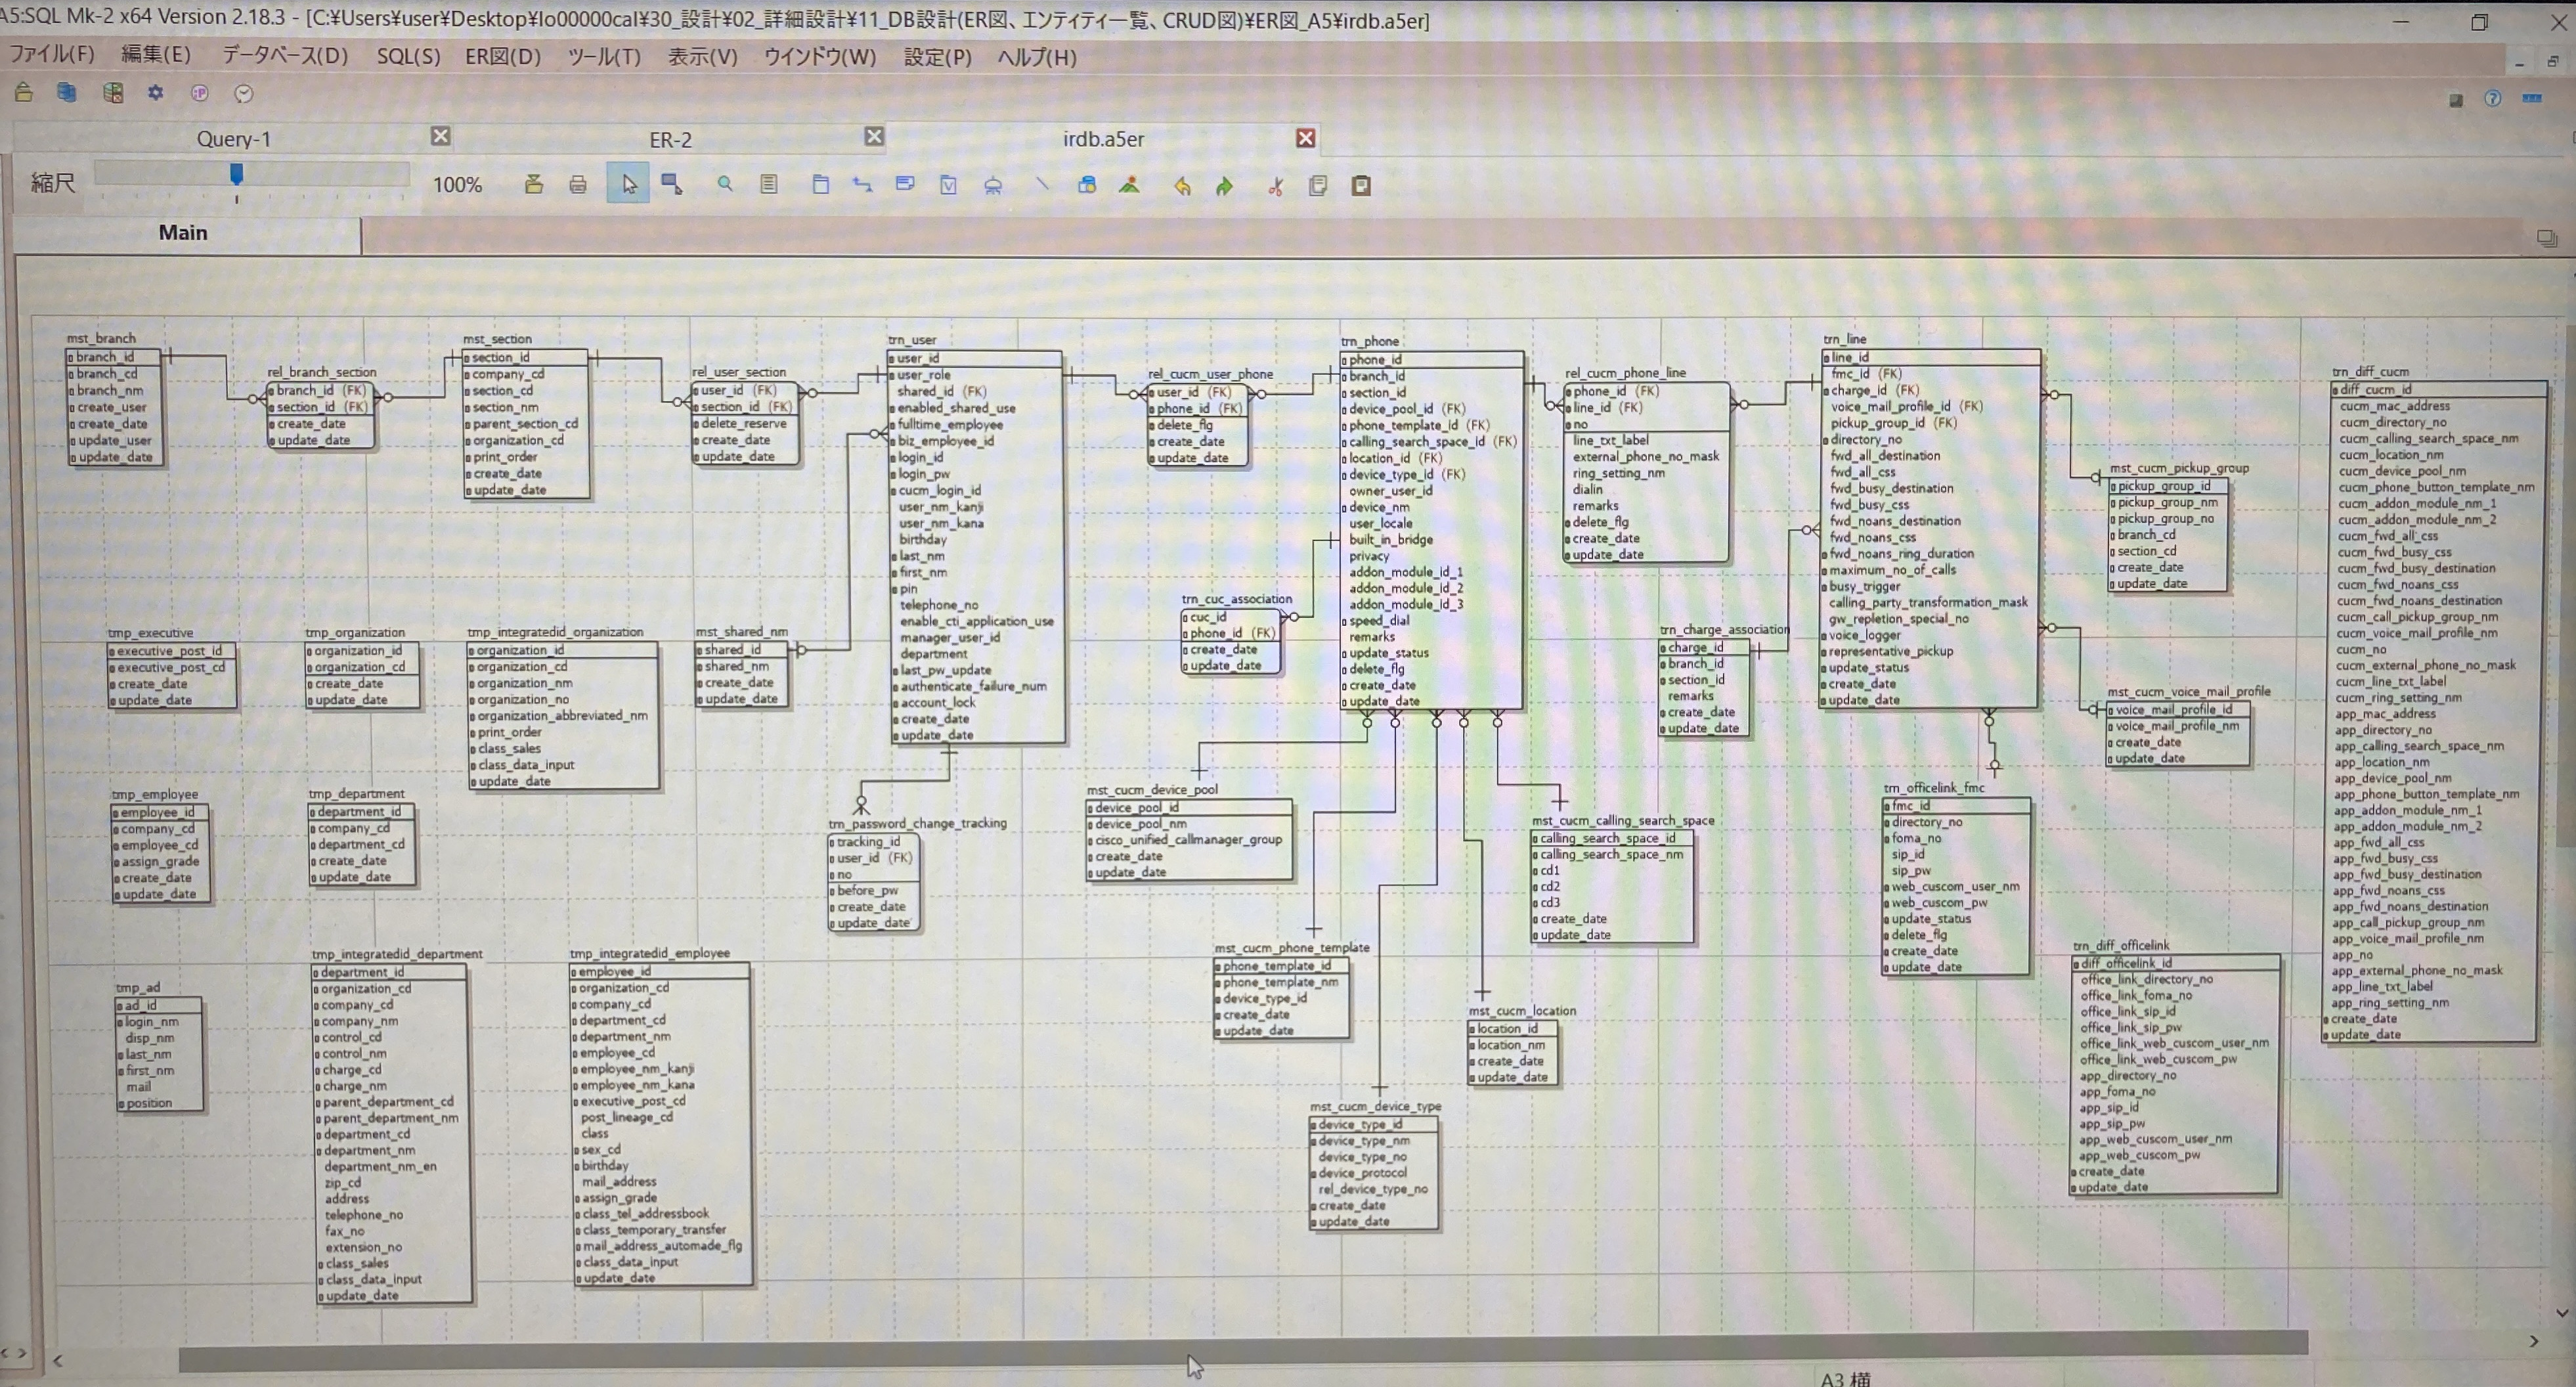 A5:SQL Mk-2 x64 Version 2.18.3 - [C:¥Users¥user¥Desktop¥lo00000cal¥30_設計¥02_詳細設計¥11_DB設計(ER図、エンティティ一覧、CRUD図)¥ER図_A5¥irdb.a5er]
ファイル(F) 編集(E) データベース(D) SQL(S) ER図(D) ツール(T) 表示(V) ウインドウ(W) 設定(P) ヘルプ(H)
Query-1 ER-2 irdb.a5er
縮尺 100%
Main
mst_branch
branch_id
branch_cd
branch_nm
create_user
create_date
update_user
update_date
rel_branch_section
branch_id (FK)
section_id (FK)
create_date
update_date
mst_section
section_id
company_cd
section_cd
section_nm
parent_section_cd
organization_cd
print_order
create_date
update_date
rel_user_section
user_id (FK)
section_id (FK)
delete_reserve
create_date
update_date
trn_user
user_id
user_role
shared_id (FK)
enabled_shared_use
fulltime_employee
biz_employee_id
login_id
login_pw
cucm_login_id
user_nm_kanji
user_nm_kana
birthday
last_nm
first_nm
pin
telephone_no
enable_cti_application_use
manager_user_id
department
last_pw_update
authenticate_failure_num
account_lock
create_date
update_date
rel_cucm_user_phone
user_id (FK)
phone_id (FK)
delete_flg
create_date
update_date
trn_phone
phone_id
branch_id
section_id
device_pool_id (FK)
phone_template_id (FK)
calling_search_space_id (FK)
location_id (FK)
device_type_id (FK)
owner_user_id
device_nm
user_locale
built_in_bridge
privacy
addon_module_id_1
addon_module_id_2
addon_module_id_3
speed_dial
remarks
update_status
delete_flg
create_date
update_date
rel_cucm_phone_line
phone_id (FK)
line_id (FK)
no
line_txt_label
external_phone_no_mask
ring_setting_nm
dialin
remarks
delete_flg
create_date
update_date
trn_line
line_id
fmc_id (FK)
charge_id (FK)
voice_mail_profile_id (FK)
pickup_group_id (FK)
directory_no
fwd_all_destination
fwd_all_css
fwd_busy_destination
fwd_busy_css
fwd_noans_destination
fwd_noans_css
fwd_noans_ring_duration
maximum_no_of_calls
busy_trigger
calling_party_transformation_mask
gw_repletion_special_no
voice_logger
representative_pickup
update_status
create_date
update_date
mst_cucm_pickup_group
pickup_group_id
pickup_group_nm
pickup_group_no
branch_cd
section_cd
create_date
update_date
trn_diff_cucm
diff_cucm_id
cucm_mac_address
cucm_directory_no
cucm_calling_search_space_nm
cucm_location_nm
cucm_device_pool_nm
cucm_phone_button_template_nm
cucm_addon_module_nm_1
cucm_addon_module_nm_2
cucm_fwd_all_css
cucm_fwd_busy_css
cucm_fwd_busy_destination
cucm_fwd_noans_css
cucm_fwd_noans_destination
cucm_call_pickup_group_nm
cucm_voice_mail_profile_nm
cucm_no
cucm_external_phone_no_mask
cucm_line_txt_label
cucm_ring_setting_nm
app_mac_address
app_directory_no
app_calling_search_space_nm
app_location_nm
app_device_pool_nm
app_phone_button_template_nm
app_addon_module_nm_1
app_addon_module_nm_2
app_fwd_all_css
app_fwd_busy_css
app_fwd_busy_destination
app_fwd_noans_css
app_fwd_noans_destination
app_call_pickup_group_nm
app_voice_mail_profile_nm
app_no
app_external_phone_no_mask
app_line_txt_label
app_ring_setting_nm
create_date
update_date
tmp_executive
executive_post_id
executive_post_cd
create_date
update_date
tmp_organization
organization_id
organization_cd
create_date
update_date
tmp_integratedid_organization
organization_id
organization_cd
organization_nm
organization_no
organization_abbreviated_nm
print_order
class_sales
class_data_input
update_date
mst_shared_nm
shared_id
shared_nm
create_date
update_date
trn_cuc_association
cuc_id
phone_id (FK)
create_date
update_date
trn_charge_association
charge_id
branch_id
section_id
remarks
create_date
update_date
mst_cucm_voice_mail_profile
voice_mail_profile_id
voice_mail_profile_nm
create_date
update_date
tmp_employee
employee_id
company_cd
employee_cd
assign_grade
create_date
update_date
tmp_department
department_id
company_cd
department_cd
create_date
update_date
trn_password_change_tracking
tracking_id
user_id (FK)
no
before_pw
create_date
update_date
mst_cucm_device_pool
device_pool_id
device_pool_nm
cisco_unified_callmanager_group
create_date
update_date
mst_cucm_calling_search_space
calling_search_space_id
calling_search_space_nm
cd1
cd2
cd3
create_date
update_date
trn_officelink_fmc
fmc_id
directory_no
foma_no
sip_id
sip_pw
web_cuscom_user_nm
web_cuscom_pw
update_status
delete_flg
create_date
update_date
tmp_ad
ad_id
login_nm
disp_nm
last_nm
first_nm
mail
position
tmp_integratedid_department
department_id
organization_cd
company_cd
company_nm
control_cd
control_nm
charge_cd
charge_nm
parent_department_cd
parent_department_nm
department_cd
department_nm
department_nm_en
zip_cd
address
telephone_no
fax_no
extension_no
class_sales
class_data_input
update_date
tmp_integratedid_employee
employee_id
organization_cd
company_cd
department_cd
department_nm
employee_cd
employee_nm_kanji
employee_nm_kana
executive_post_cd
post_lineage_cd
class
sex_cd
birthday
mail_address
assign_grade
class_tel_addressbook
class_temporary_transfer
mail_address_automade_flg
class_data_input
update_date
mst_cucm_phone_template
phone_template_id
phone_template_nm
device_type_id
create_date
update_date
mst_cucm_location
location_id
location_nm
create_date
update_date
mst_cucm_device_type
device_type_id
device_type_nm
device_type_no
device_protocol
rel_device_type_no
create_date
update_date
trn_diff_officelink
diff_officelink_id
office_link_directory_no
office_link_foma_no
office_link_sip_id
office_link_sip_pw
office_link_web_cuscom_user_nm
office_link_web_cuscom_pw
app_directory_no
app_foma_no
app_sip_id
app_sip_pw
app_web_cuscom_user_nm
app_web_cuscom_pw
create_date
update_date
A3 横